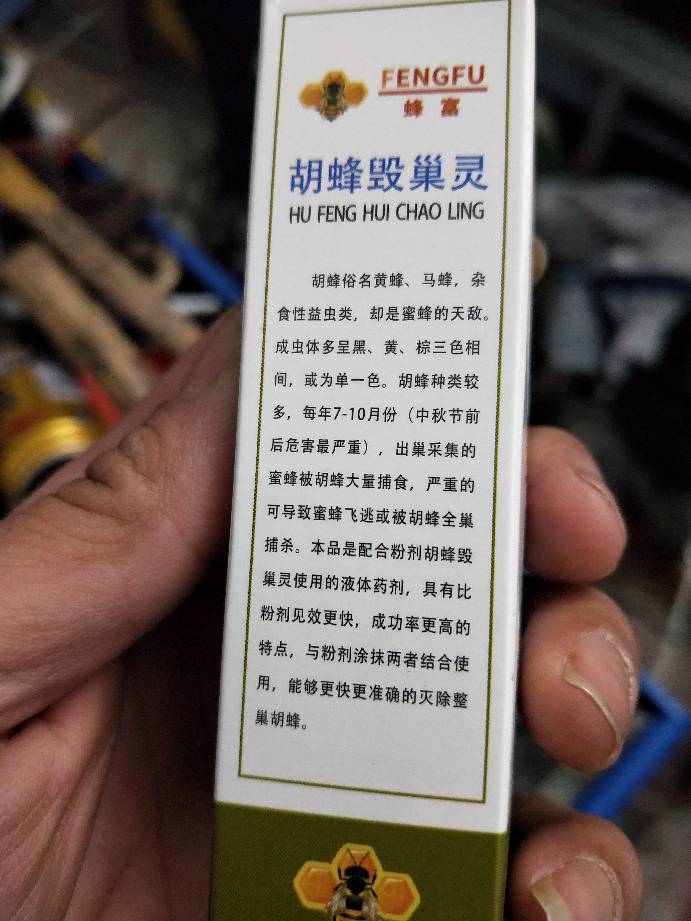 FENGFU
蜂富
胡蜂毁巢灵
HU FENG HUI CHAO LING
胡蜂俗名黄蜂、马蜂，杂
食性益虫类，却是蜜蜂的天敌。
成虫体多呈黑、黄、棕三色相
间，或为单一色。胡蜂种类较
多，每年7-10月份（中秋节前
后危害最严重），出巢采集的
蜜蜂被胡蜂大量捕食，严重的
可导致蜜蜂飞逃或被胡蜂全巢
捕杀。本品是配合粉剂胡蜂毁
巢灵使用的液体药剂，具有比
粉剂见效更快，成功率更高的
特点，与粉剂涂抹两者结合使
用，能够更快更准确的灭除整
巢胡蜂。